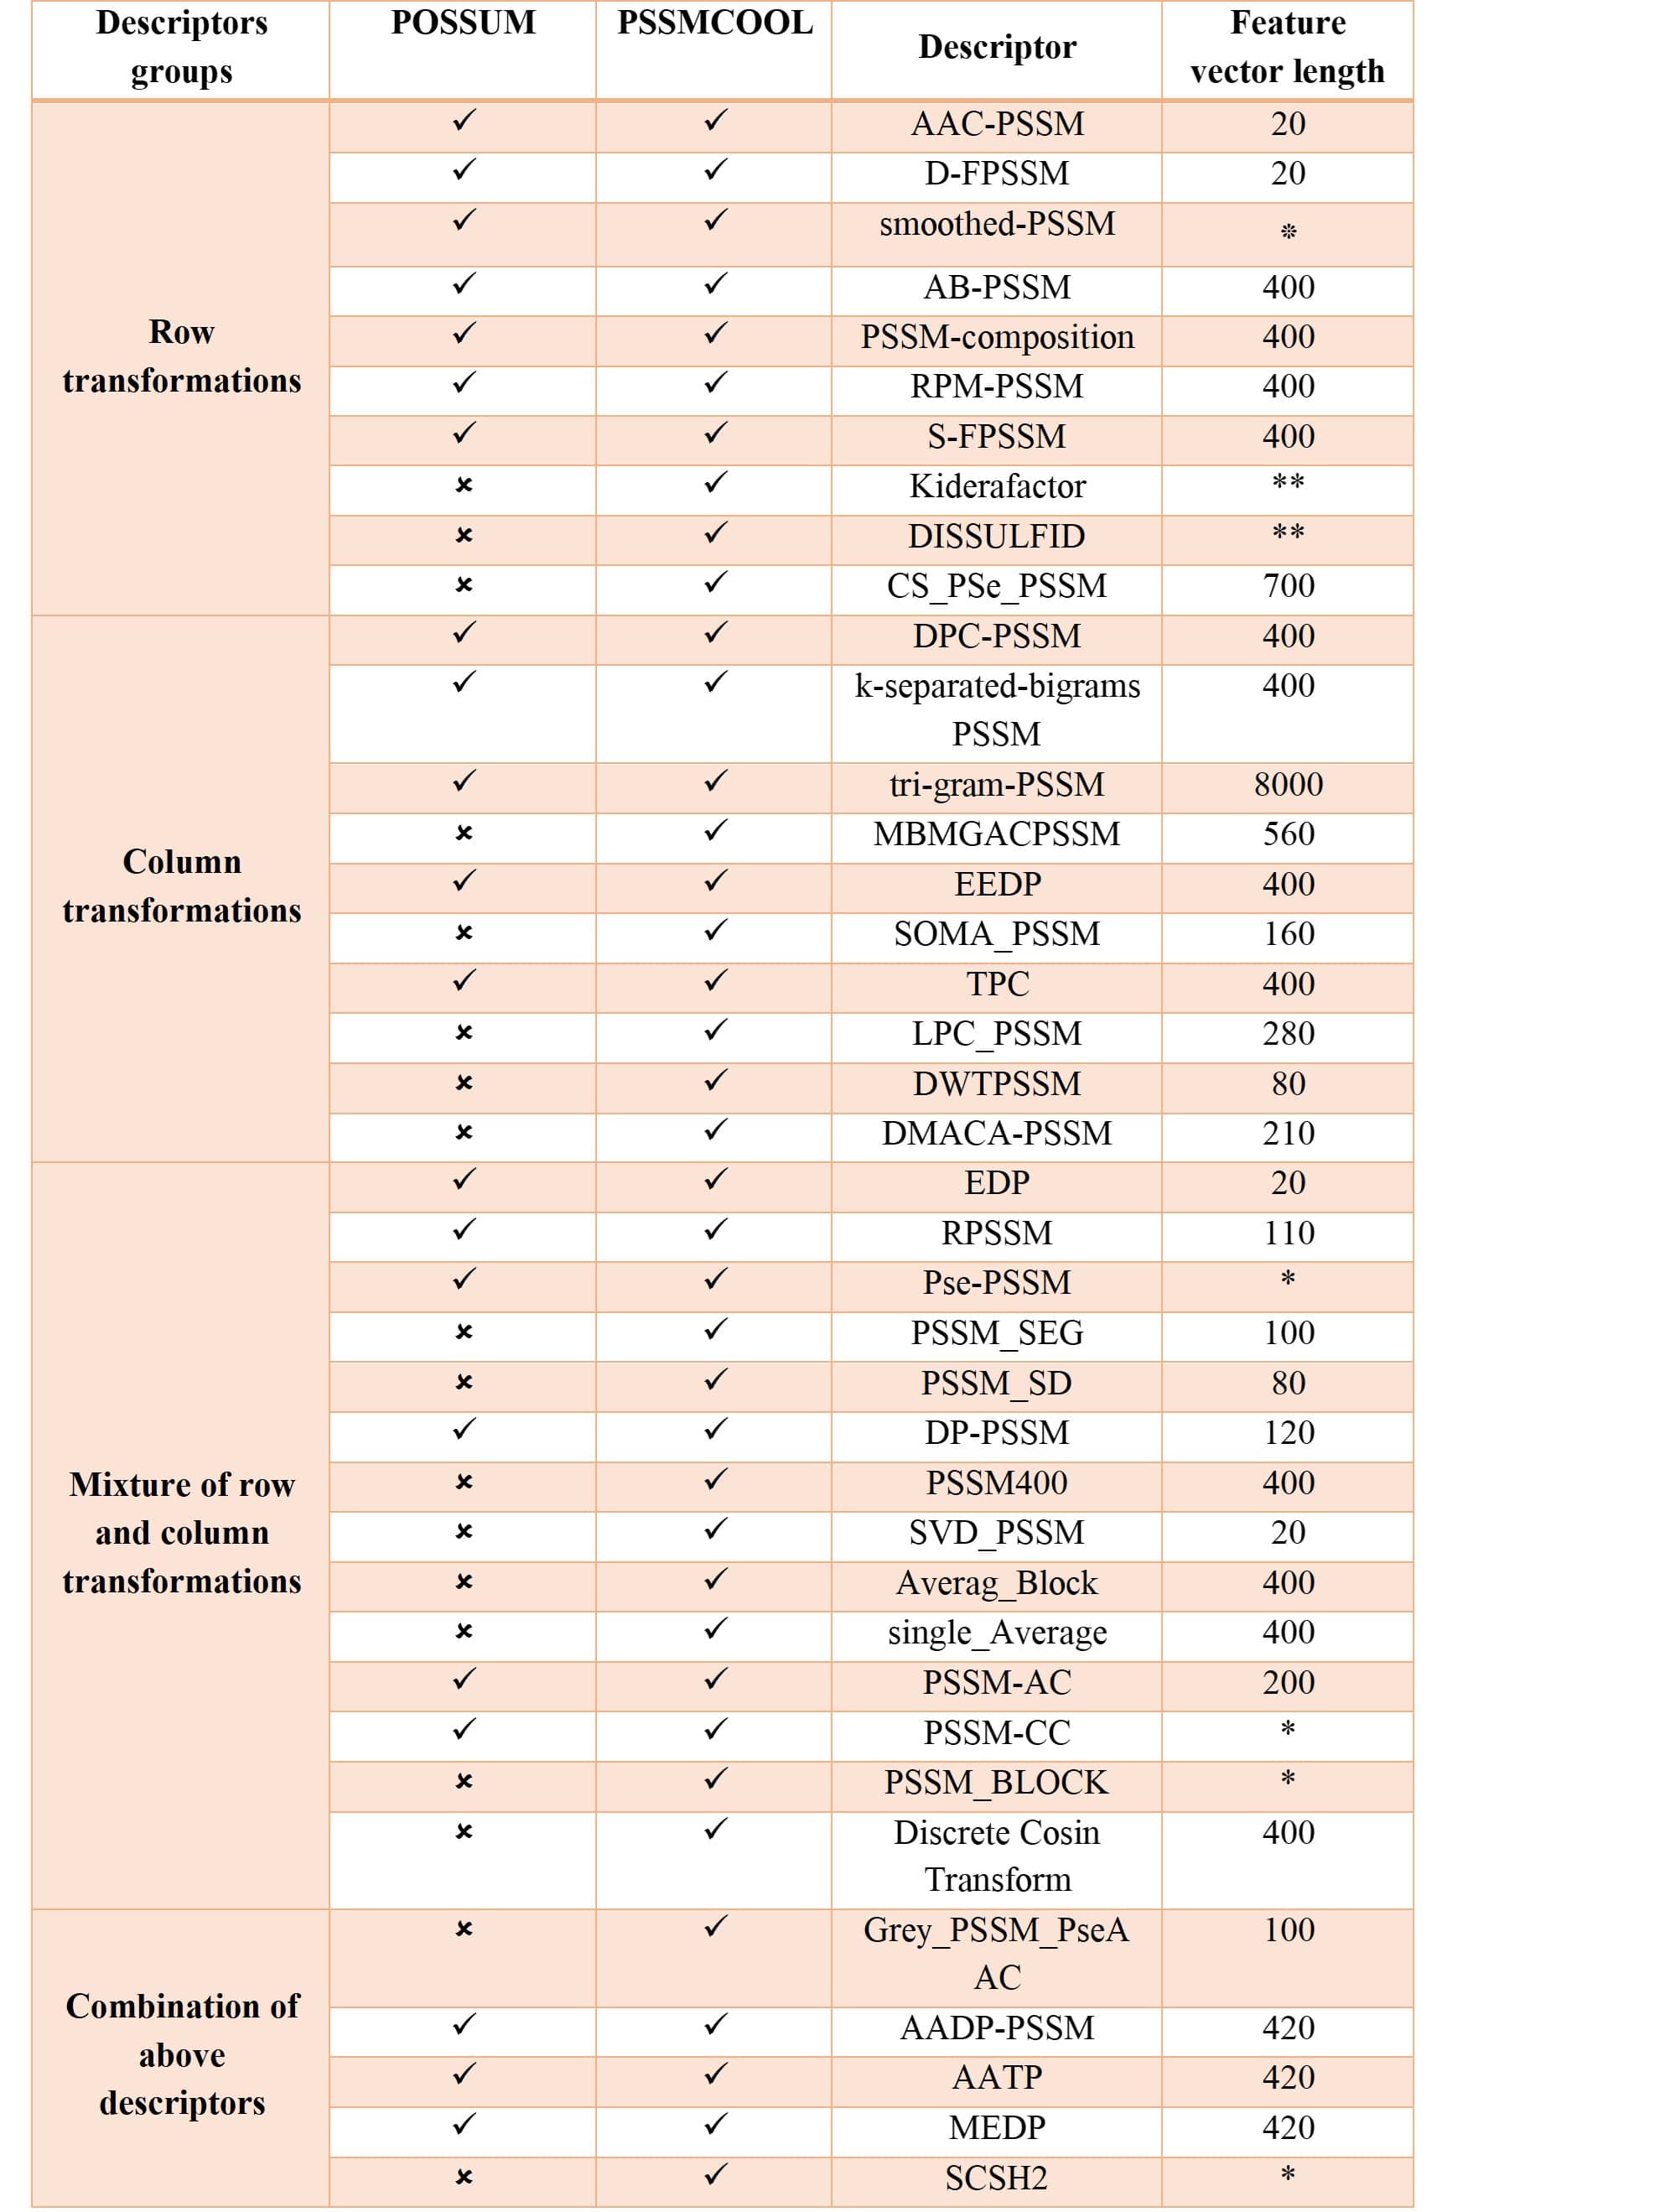 Descriptors groups | POSSUM | PSSMCOOL | Descriptor | Feature vector length
Row transformations
✓ ✓ AAC-PSSM 20
✓ ✓ D-FPSSM 20
✓ ✓ smoothed-PSSM *
✓ ✓ AB-PSSM 400
✓ ✓ PSSM-composition 400
✓ ✓ RPM-PSSM 400
✓ ✓ S-FPSSM 400
× ✓ Kiderafactor **
× ✓ DISSULFID **
× ✓ CS_PSe_PSSM 700
Column transformations
✓ ✓ DPC-PSSM 400
✓ ✓ k-separated-bigrams PSSM 400
✓ ✓ tri-gram-PSSM 8000
× ✓ MBMGACPSSM 560
✓ ✓ EEDP 400
× ✓ SOMA_PSSM 160
✓ ✓ TPC 400
× ✓ LPC_PSSM 280
× ✓ DWTPSSM 80
× ✓ DMACA-PSSM 210
Mixture of row and column transformations
✓ ✓ EDP 20
✓ ✓ RPSSM 110
✓ ✓ Pse-PSSM *
× ✓ PSSM_SEG 100
× ✓ PSSM_SD 80
✓ ✓ DP-PSSM 120
× ✓ PSSM400 400
× ✓ SVD_PSSM 20
× ✓ Averag_Block 400
× ✓ single_Average 400
✓ ✓ PSSM-AC 200
✓ ✓ PSSM-CC *
× ✓ PSSM_BLOCK *
× ✓ Discrete Cosin Transform 400
Combination of above descriptors
× ✓ Grey_PSSM_PseA AC 100
✓ ✓ AADP-PSSM 420
✓ ✓ AATP 420
✓ ✓ MEDP 420
× ✓ SCSH2 *